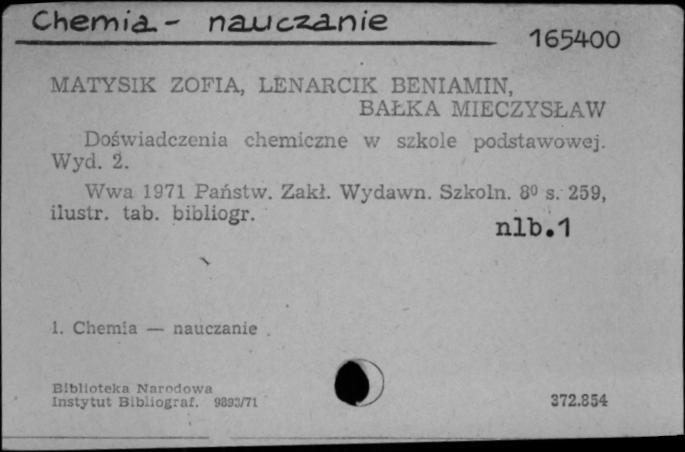 Chemia - nauczanie
165400
MATYSIK ZOFIA, LENARCIK BENIAMIN,
BAŁKA MIECZYSŁAW
Doświadczenia chemiczne w szkole podstawowej.
Wyd. 2.
Wwa 1971 Państw. Zakł. Wydawn. Szkoln. 8⁰ s. 259,
ilustr. tab. bibliogr.
nlb.1
1. Chemia — nauczanie
Biblioteka Narodowa
Instytut Bibliograf. 9893/71
372.854